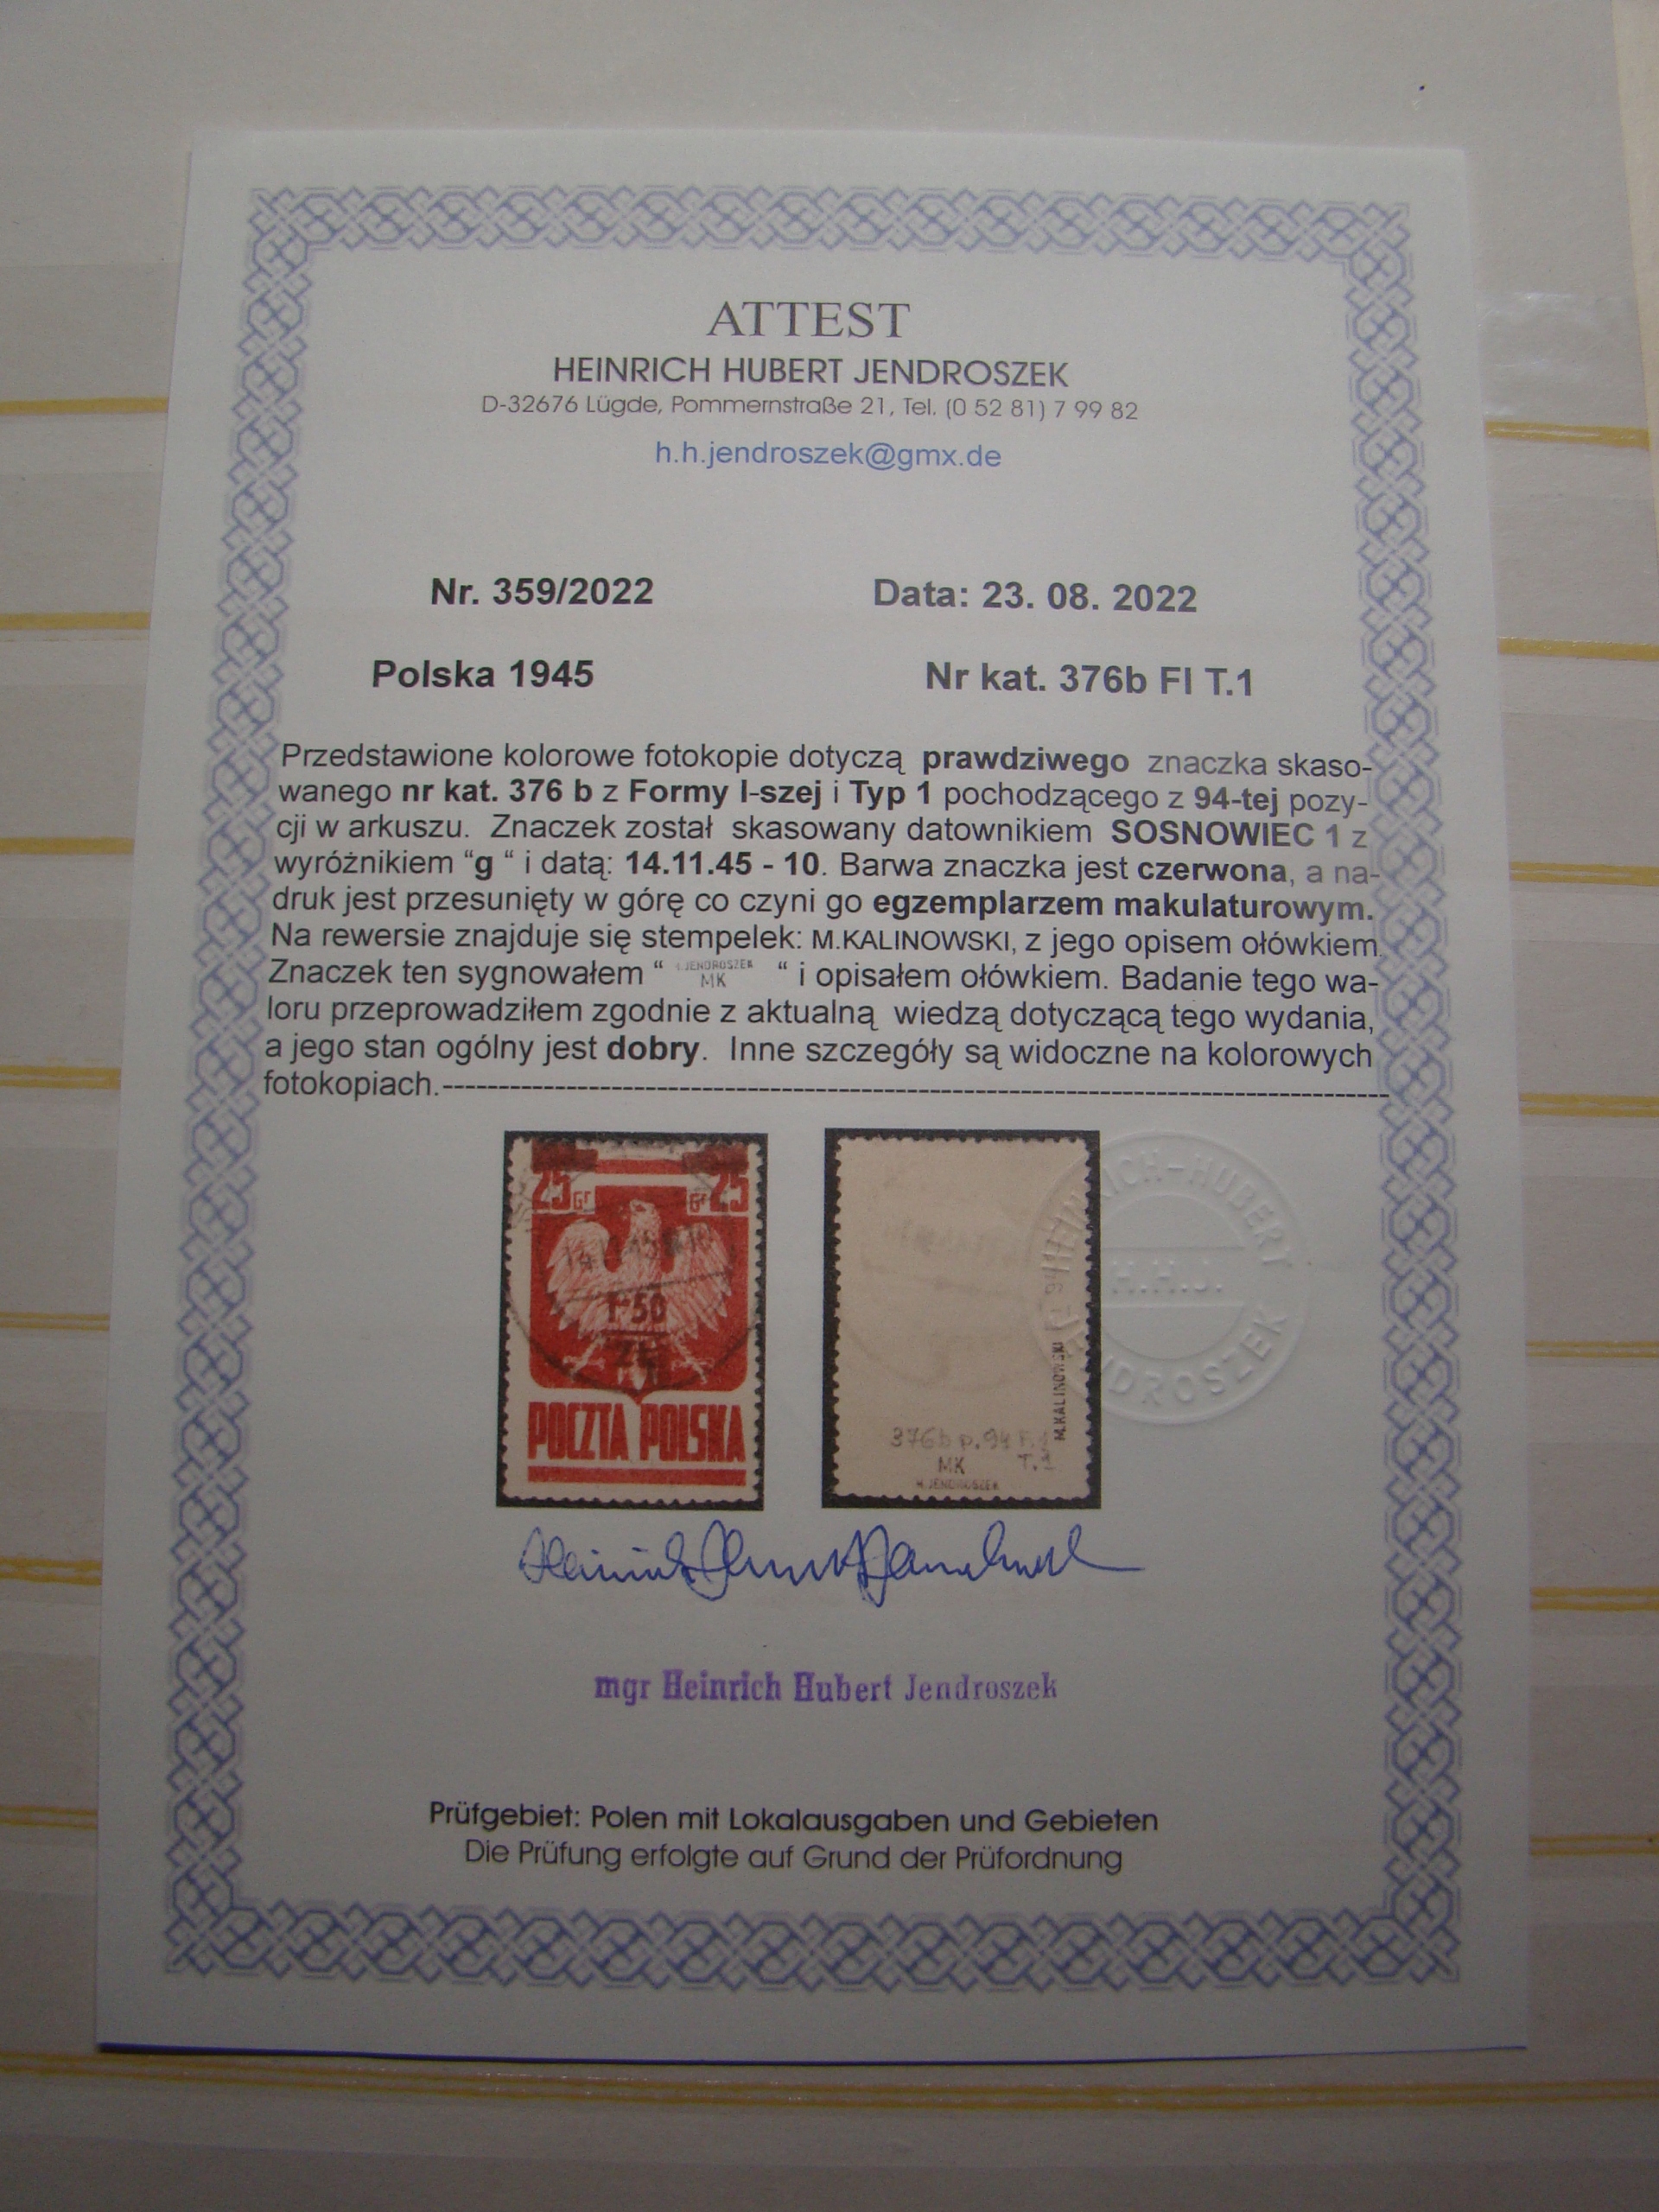 ATTEST
HEINRICH HUBERT JENDROSZEK
D-32676 Lügde, Pommernstraße 21, Tel. (0 52 81) 7 99 82
h.h.jendroszek@gmx.de
Nr. 359/2022 Data: 23. 08. 2022
Polska 1945 Nr kat. 376b FI T.1
Przedstawione kolorowe fotokopie dotyczą prawdziwego znaczka skaso-
wanego nr kat. 376 b z Formy I-szej i Typ 1 pochodzącego z 94-tej pozy-
cji w arkuszu. Znaczek został skasowany datownikiem SOSNOWIEC 1 z
wyróżnikiem “g “ i datą: 14.11.45 - 10. Barwa znaczka jest czerwona, a na-
druk jest przesunięty w górę co czyni go egzemplarzem makulaturowym.
Na rewersie znajduje się stempelek: M.KALINOWSKI, z jego opisem ołówkiem.
Znaczek ten sygnowałem “ JENDROSZEK MK “ i opisałem ołówkiem. Badanie tego wa-
loru przeprowadziłem zgodnie z aktualną wiedzą dotyczącą tego wydania,
a jego stan ogólny jest dobry. Inne szczegóły są widoczne na kolorowych
fotokopiach.--------------------------------------------------------------------------------------
25 Gr Gr 25
1·50
ZŁ
POCZTA POLSKA
M.KALINOWSKI
376b p.94 F.1
MK T.1
H.JENDROSZEK
HEINRICH-HUBERT
H.H.J.
JENDROSZEK
mgr Heinrich Hubert Jendroszek
Prüfgebiet: Polen mit Lokalausgaben und Gebieten
Die Prüfung erfolgte auf Grund der Prüfordnung